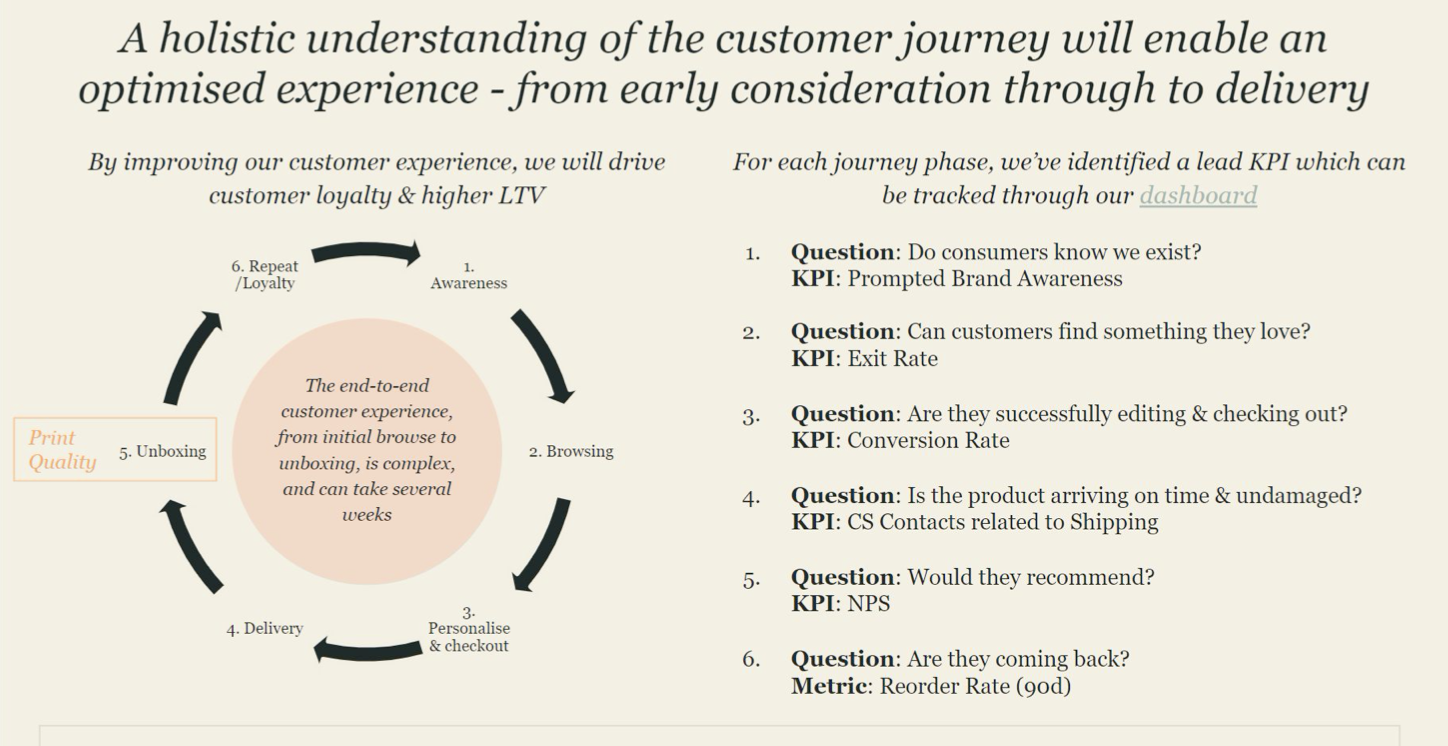 A holistic understanding of the customer journey will enable an
optimised experience - from early consideration through to delivery
By improving our customer experience, we will drive
customer loyalty & higher LTV
6. Repeat
/Loyalty
1.
Awareness
The end-to-end
customer experience,
from initial browse to
unboxing, is complex,
and can take several
weeks
Print
Quality
5. Unboxing
2. Browsing
4. Delivery
3.
Personalise
& checkout
For each journey phase, we’ve identified a lead KPI which can
be tracked through our dashboard
1. Question: Do consumers know we exist?
KPI: Prompted Brand Awareness
2. Question: Can customers find something they love?
KPI: Exit Rate
3. Question: Are they successfully editing & checking out?
KPI: Conversion Rate
4. Question: Is the product arriving on time & undamaged?
KPI: CS Contacts related to Shipping
5. Question: Would they recommend?
KPI: NPS
6. Question: Are they coming back?
Metric: Reorder Rate (90d)